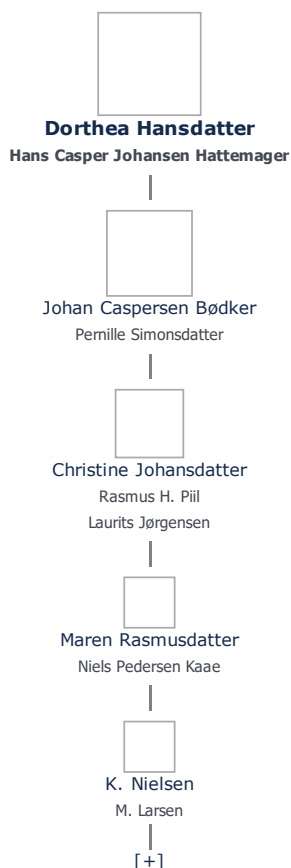 Dorthea Hansdatter
Hans Casper Johansen Hattemager
Johan Caspersen Bødker
Pernille Simonsdatter
Christine Johansdatter
Rasmus H. Piil
Laurits Jørgensen
Maren Rasmusdatter
Niels Pedersen Kaae
K. Nielsen
M. Larsen
[+]